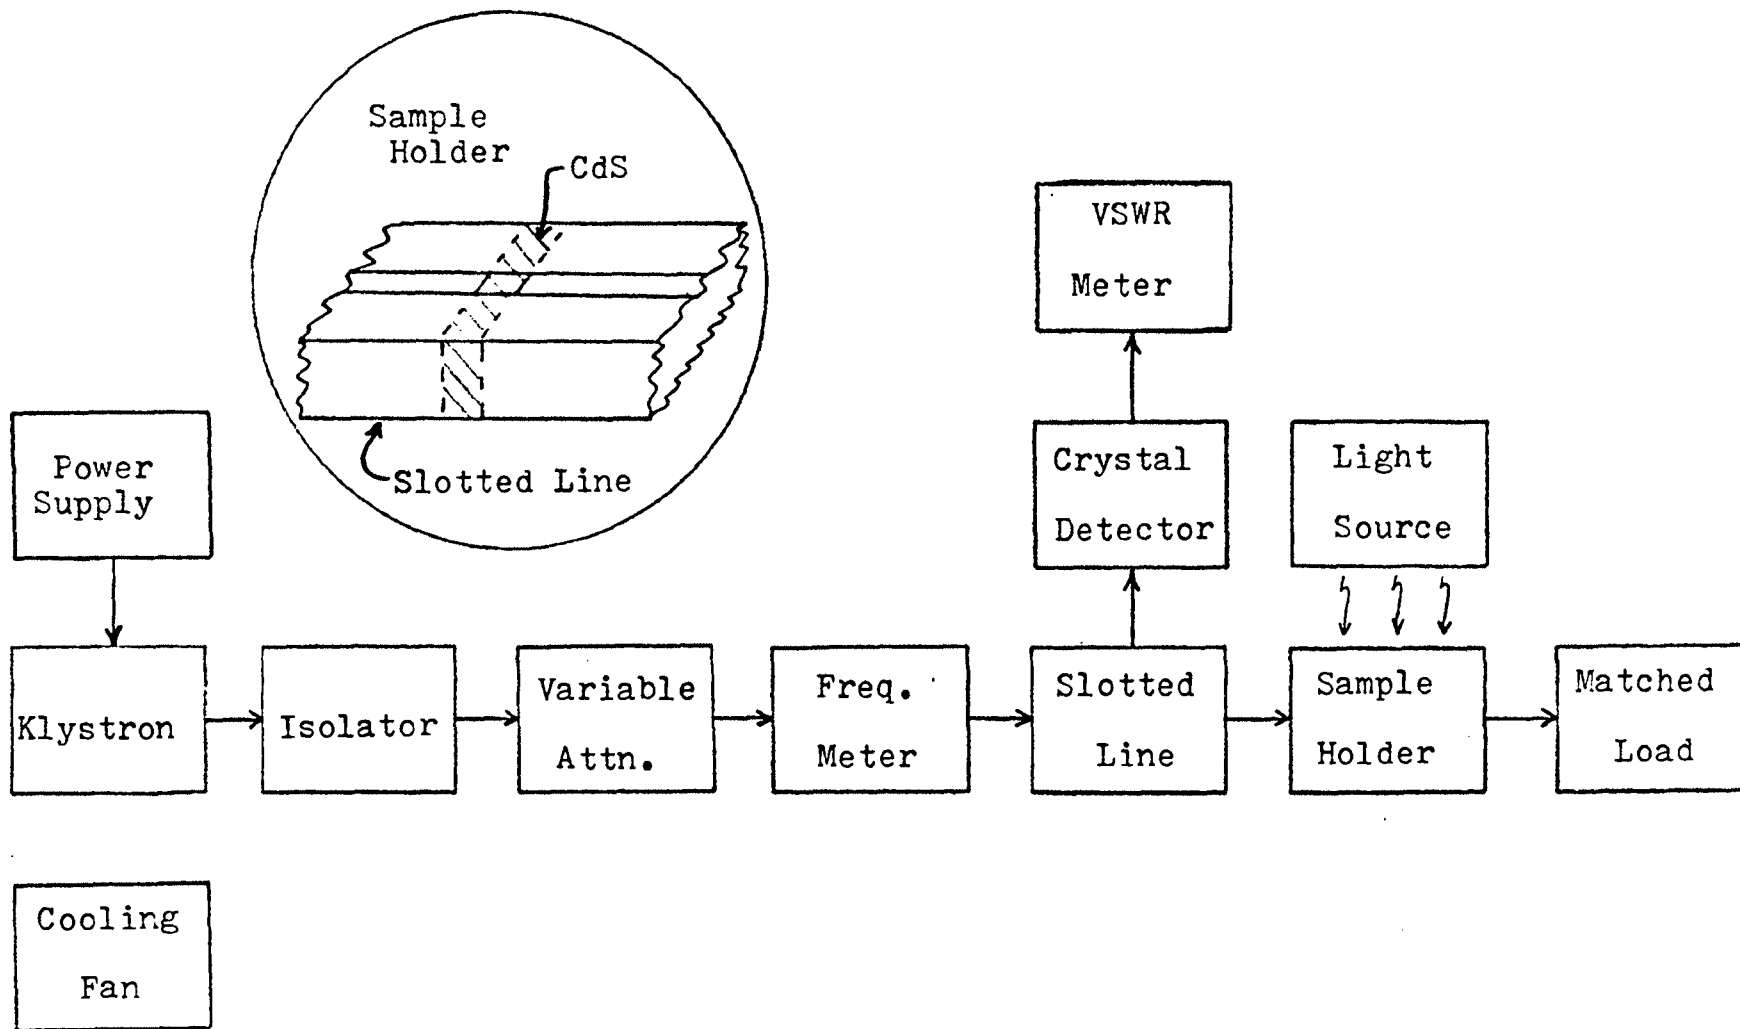 Sample
Holder
CdS
Slotted Line
VSWR
Meter
Power
Supply
Crystal
Detector
Light
Source
Klystron
Isolator
Variable
Attn.
Freq.
Meter
Slotted
Line
Sample
Holder
Matched
Load
Cooling
Fan